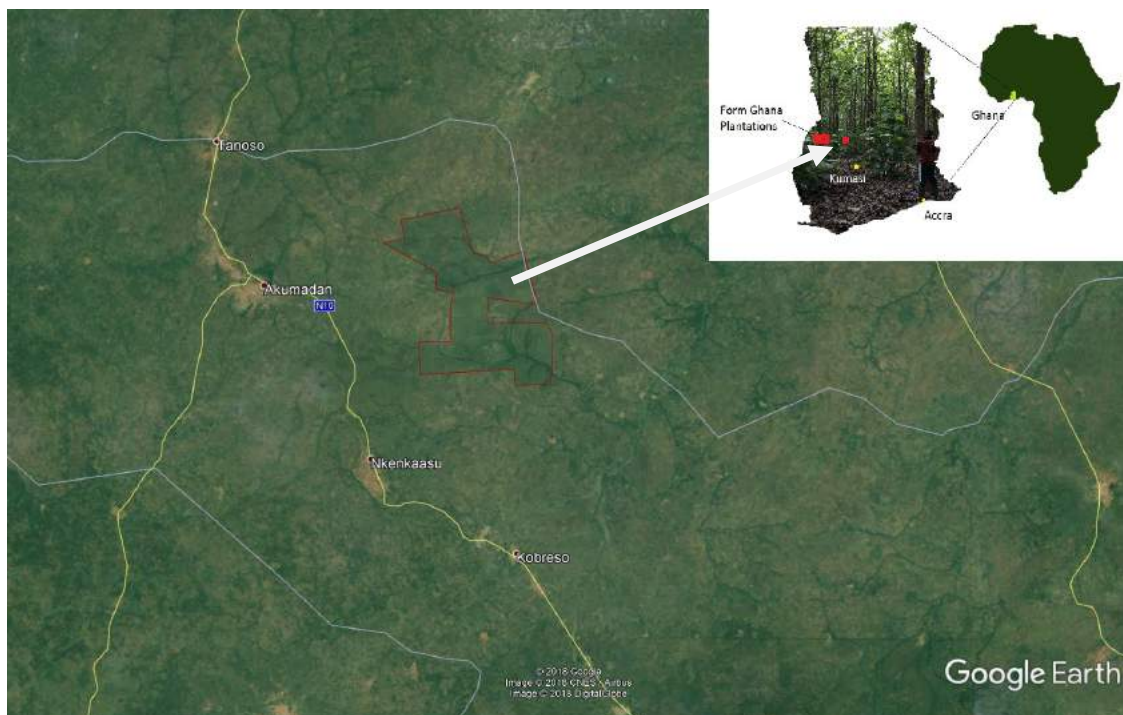 Form Ghana
Plantations
Ghana
Kumasi
Accra
Tanoso
Akumadan
N10
Nkenkaasu
Kobreso
© 2018 Google
Image © 2018 CNES / Airbus
Image © 2018 DigitalGlobe
Google Earth